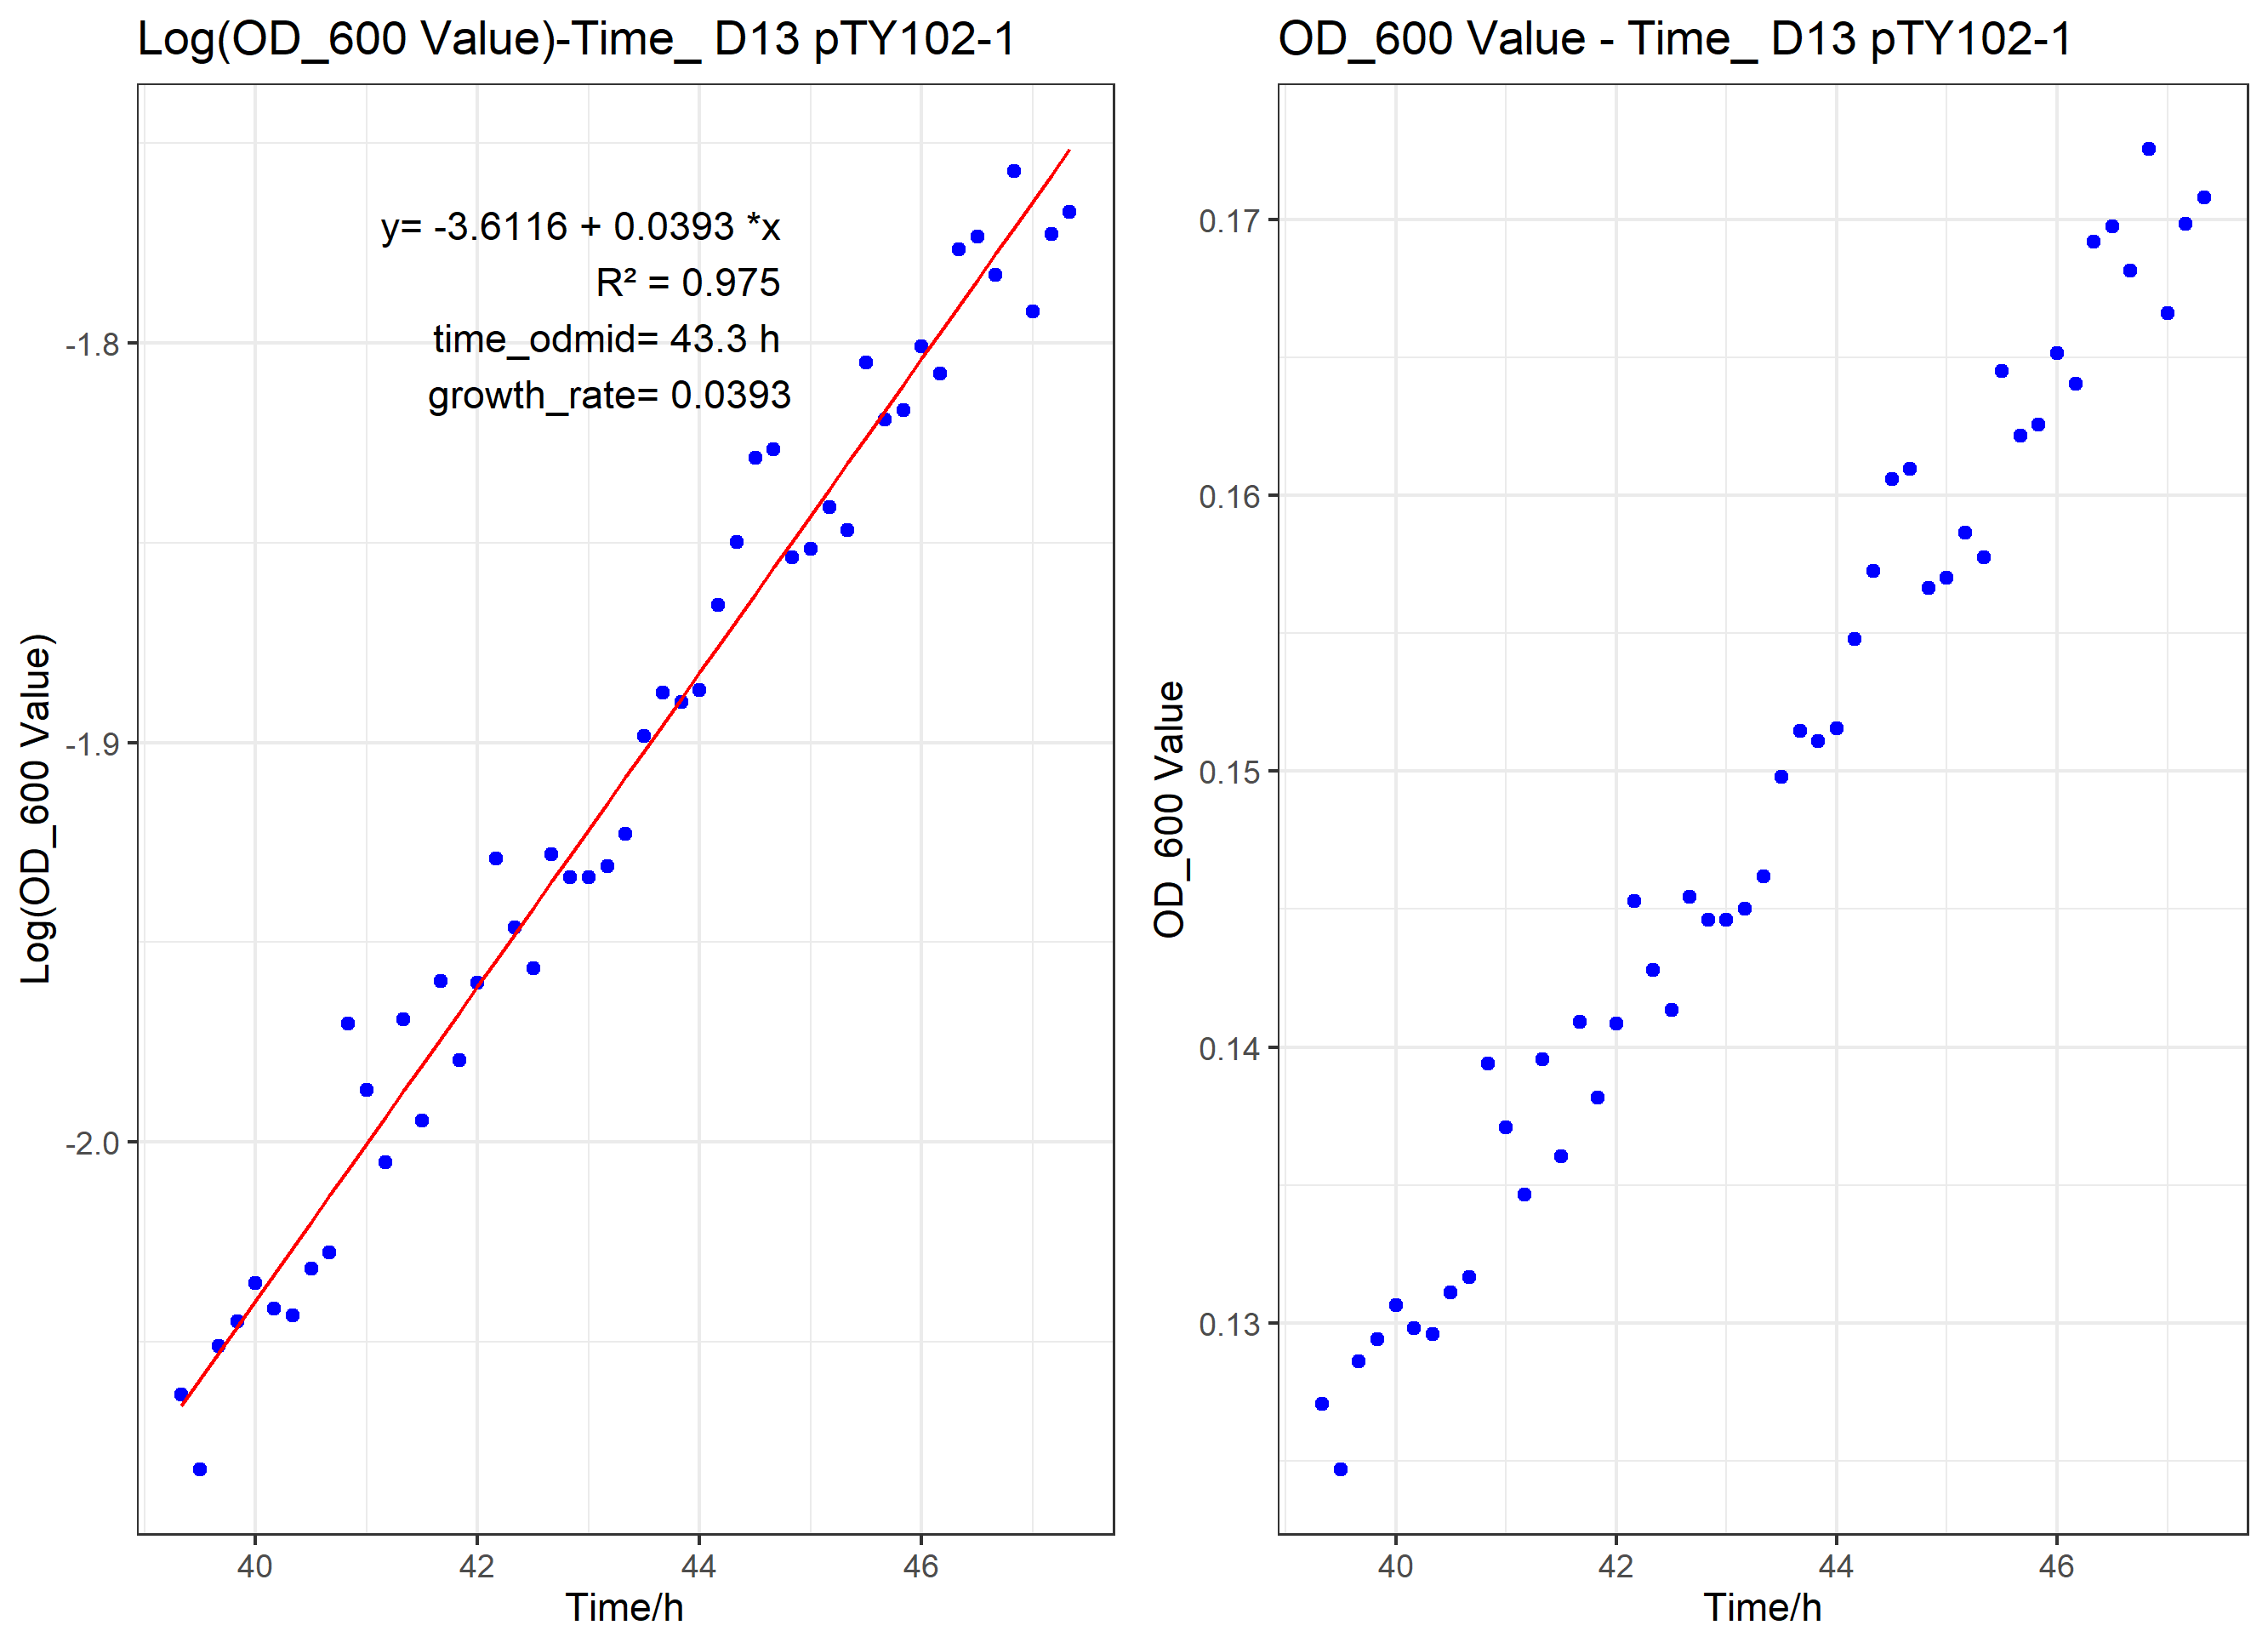 Log(OD_600 Value)-Time_ D13 pTY102-1
y= -3.6116 + 0.0393 *x
R² = 0.975
time_odmid= 43.3 h
growth_rate= 0.0393
-1.8
-1.9
-2.0
Log(OD_600 Value)
40 42 44 46
Time/h
OD_600 Value - Time_ D13 pTY102-1
0.17
0.16
0.15
0.14
0.13
OD_600 Value
40 42 44 46
Time/h